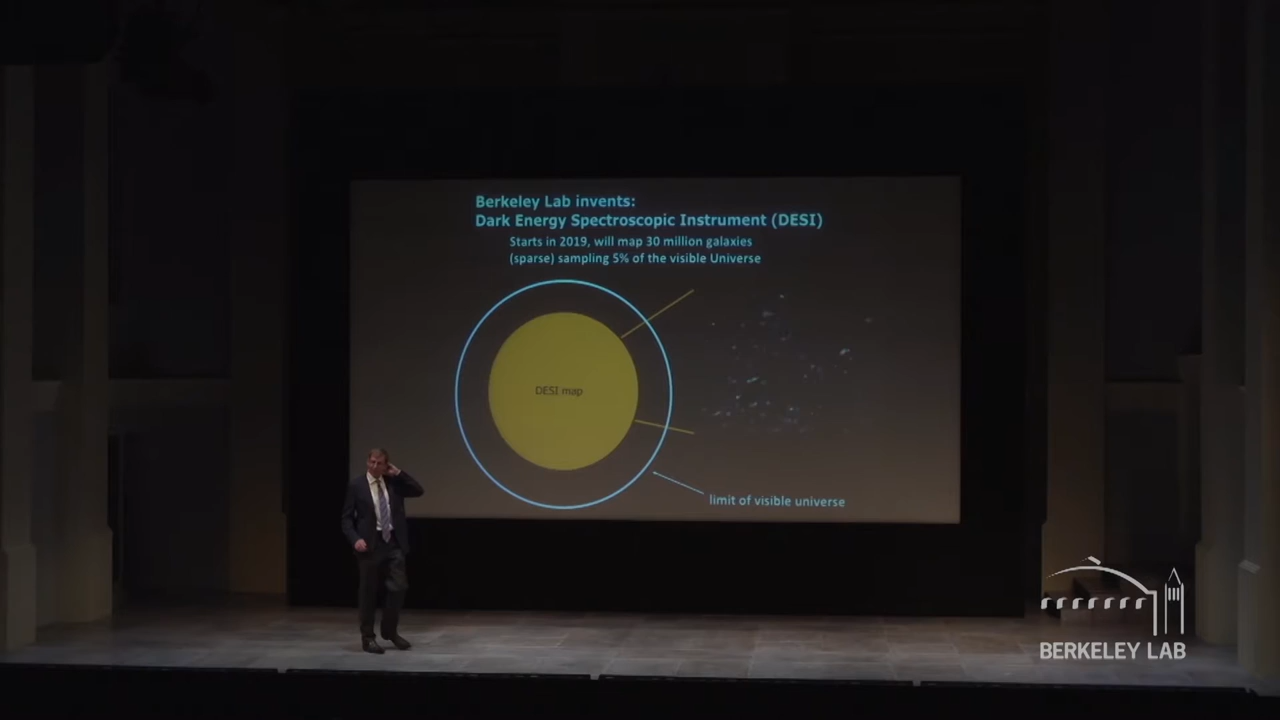 Berkeley Lab invents:
Dark Energy Spectroscopic Instrument (DESI)
Starts in 2019, will map 30 million galaxies
(sparse) sampling 5% of the visible Universe
DESI map
limit of visible universe
BERKELEY LAB